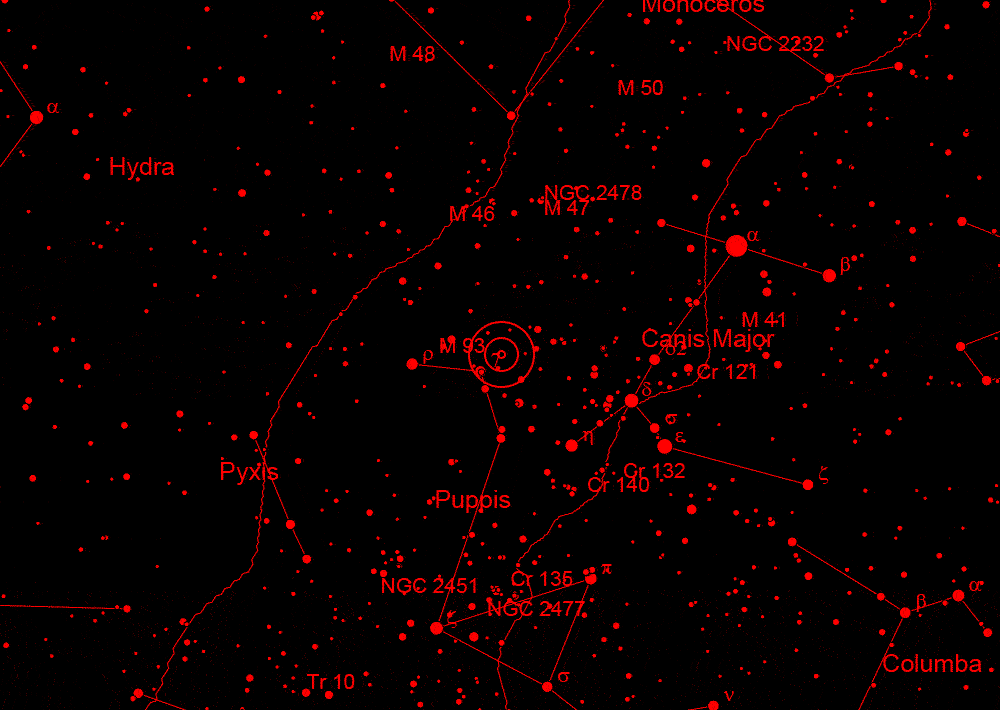 Monoceros
NGC 2232
M 48
M 50
α
Hydra
NGC 2478
M 47
M 46
α
β
M 41
Canis Major
ο2
M 93
ρ
Cr 121
δ
σ
η
ε
Pyxis
Cr 132
ζ
Cr 140
Puppis
π
Cr 135
NGC 2451
α
β
NGC 2477
ζ
Columba
σ
Tr 10
ν